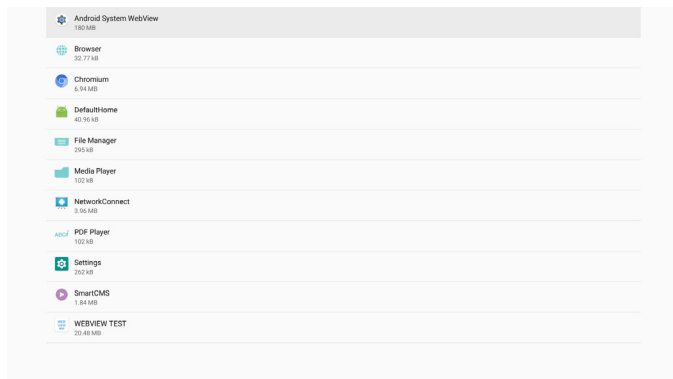 Android System WebView
180 MB
Browser
32.77 kB
Chromium
6.94 MB
DefaultHome
40.96 kB
File Manager
295 kB
Media Player
102 kB
NetworkConnect
3.96 MB
PDF Player
102 kB
Settings
262 kB
SmartCMS
1.84 MB
WEBVIEW TEST
20.48 MB